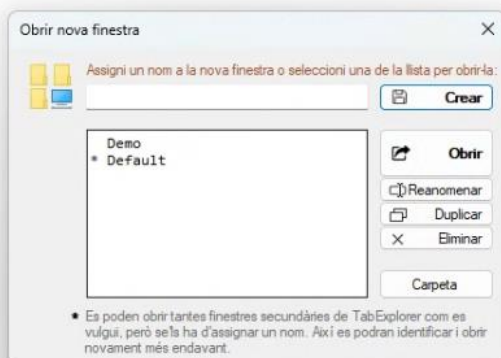 Obrir nova finestra
Assigni un nom a la nova finestra o seleccioni una de la llista per obrir-la:
Crear
Demo
* Default
Obrir
Reanomenar
Duplicar
Eliminar
Carpeta
* Es poden obrir tantes finestres secundàries de TabExplorer com es
vulgui, però se'ls ha d'assignar un nom. Així es podran identificar i obrir
novament més endavant.